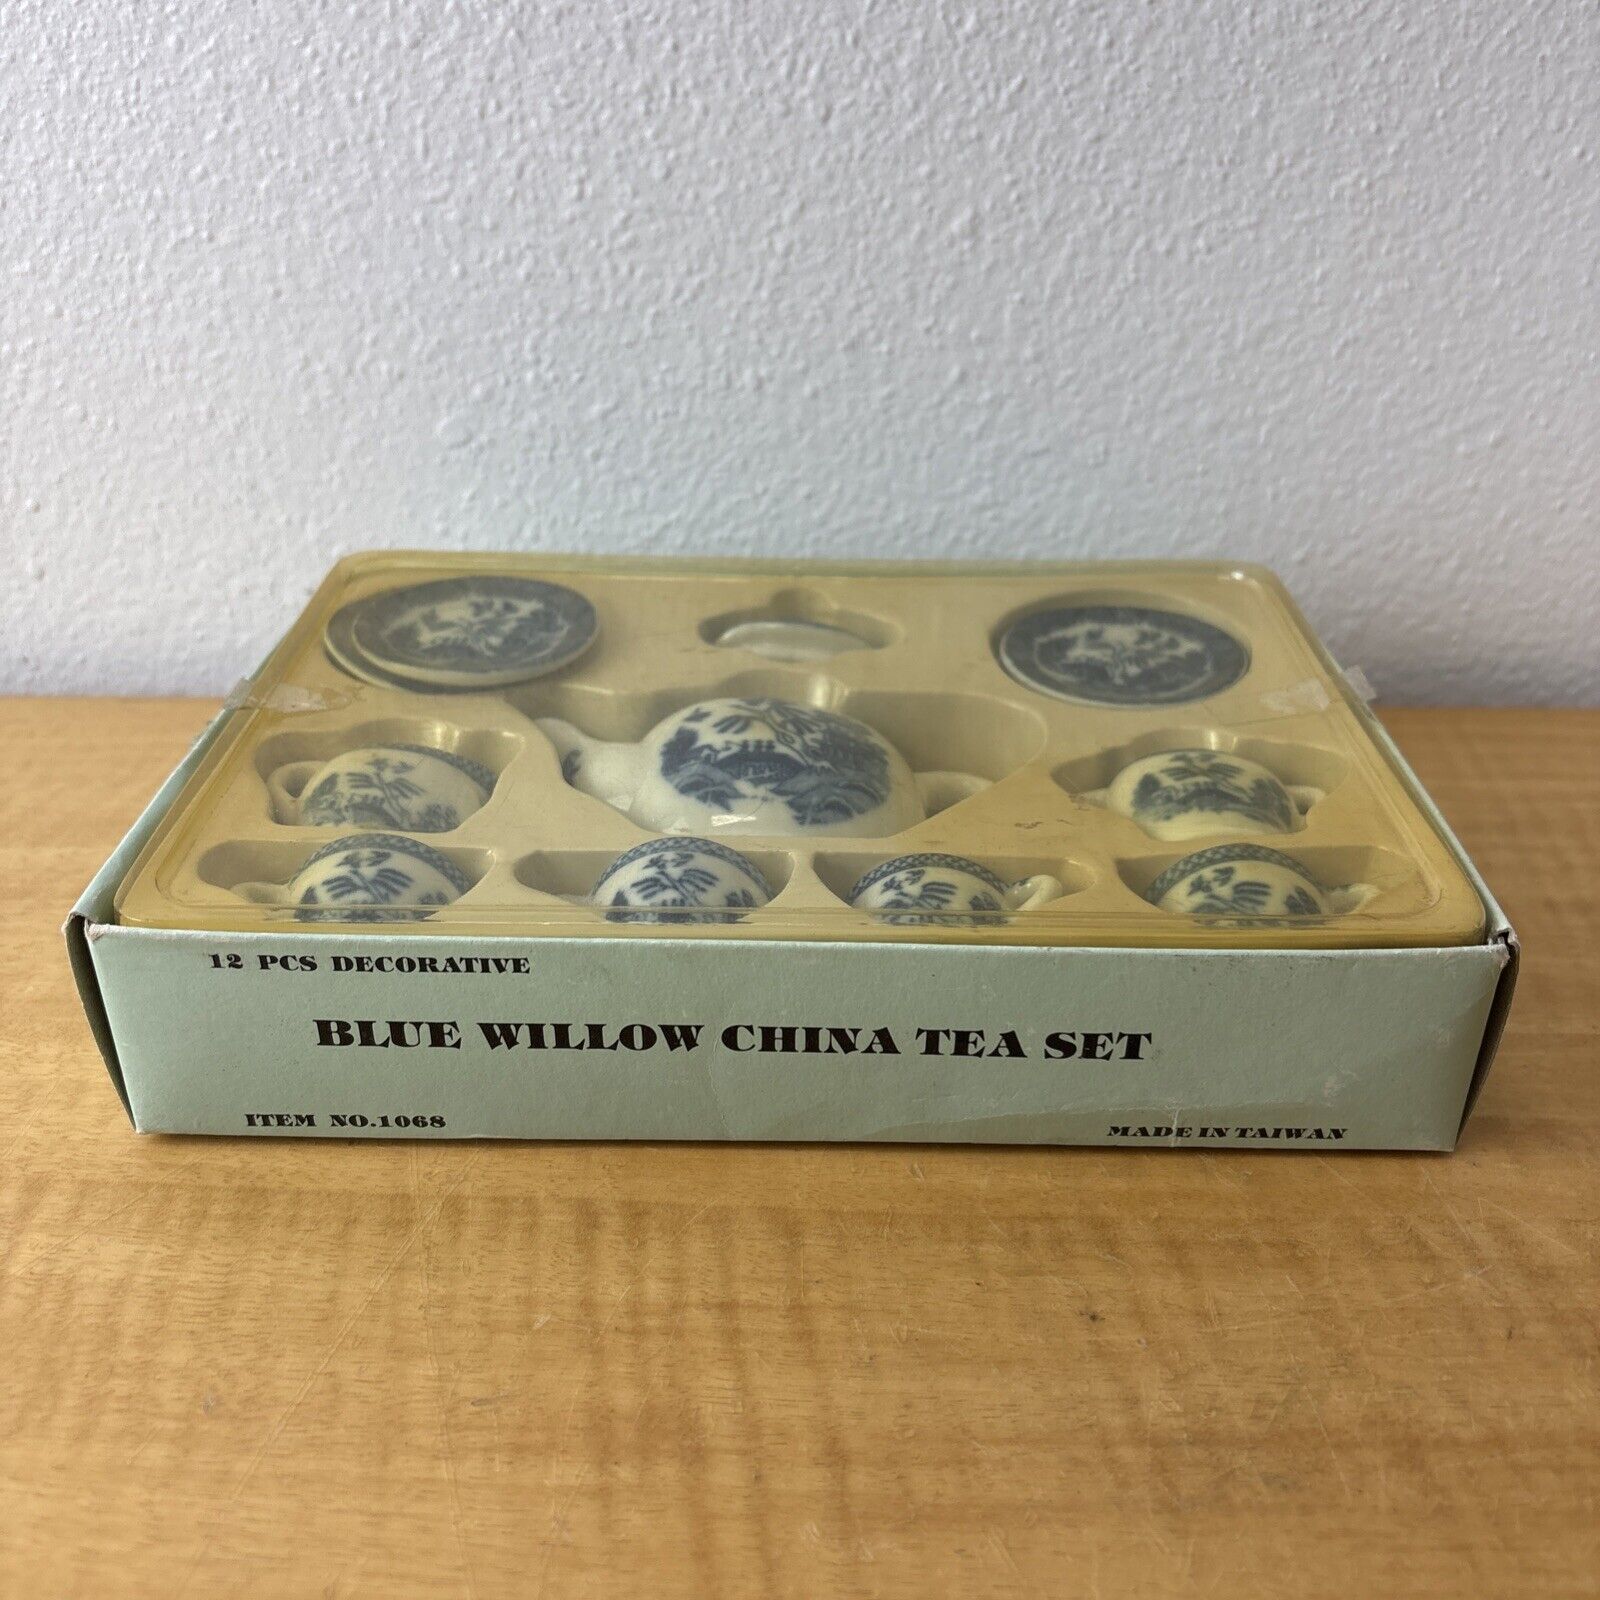 12 PCS DECORATIVE
BLUE WILLOW CHINA TEA SET
ITEM NO.1068
MADE IN TAIWAN